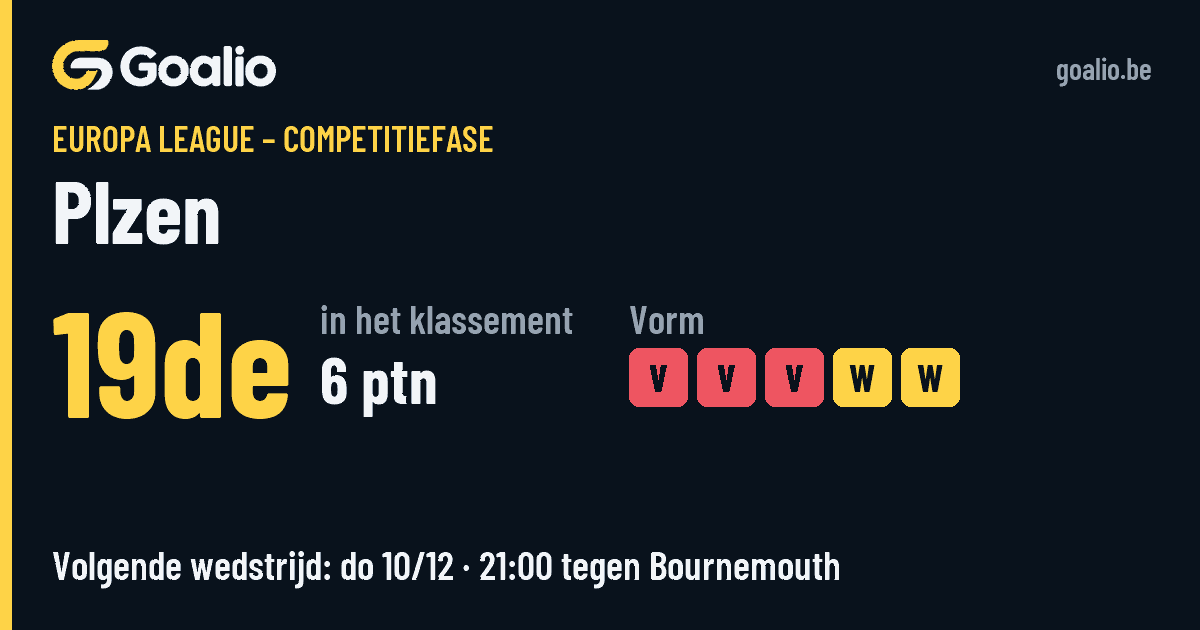 Goalio
goalio.be
EUROPA LEAGUE – COMPETITIEFASE
Plzen
19de
in het klassement
6 ptn
Vorm
V V V W W
Volgende wedstrijd: do 10/12 · 21:00 tegen Bournemouth